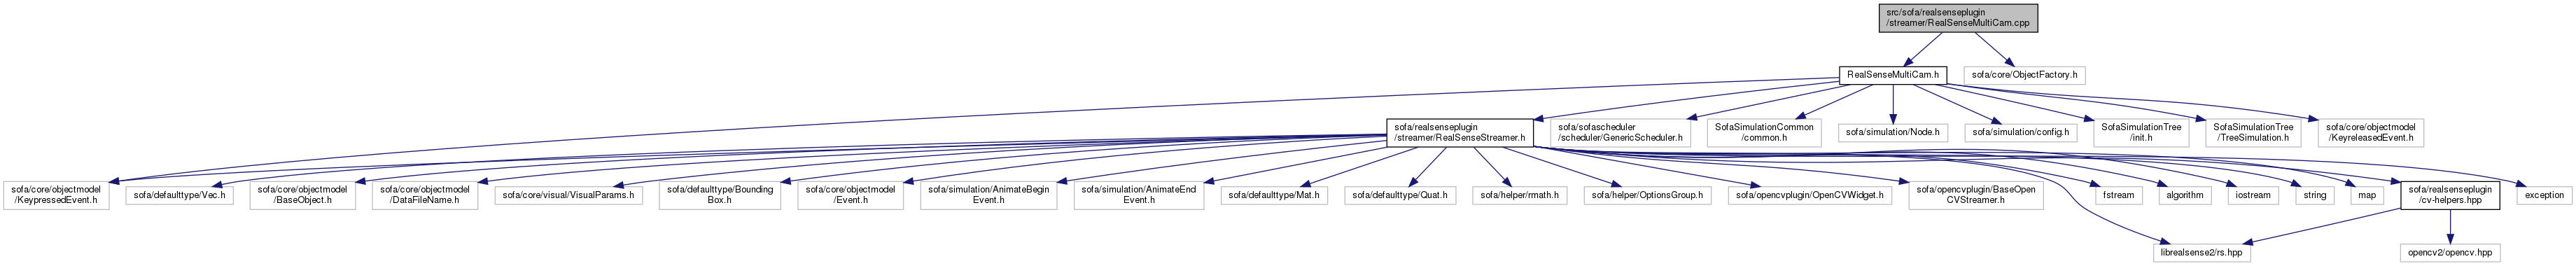 src/sofa/realsenseplugin
/streamer/RealSenseMultiCam.cpp
RealSenseMultiCam.h
sofa/core/ObjectFactory.h
sofa/realsenseplugin
/streamer/RealSenseStreamer.h
sofa/sofascheduler
/scheduler/GenericScheduler.h
SofaSimulationCommon
/common.h
sofa/simulation/Node.h
sofa/simulation/config.h
SofaSimulationTree
/init.h
SofaSimulationTree
/TreeSimulation.h
sofa/core/objectmodel
/KeyreleasedEvent.h
sofa/core/objectmodel
/KeypressedEvent.h
sofa/defaulttype/Vec.h
sofa/core/objectmodel
/BaseObject.h
sofa/core/objectmodel
/DataFileName.h
sofa/core/visual/VisualParams.h
sofa/defaulttype/Bounding
Box.h
sofa/core/objectmodel
/Event.h
sofa/simulation/AnimateBegin
Event.h
sofa/simulation/AnimateEnd
Event.h
sofa/defaulttype/Mat.h
sofa/defaulttype/Quat.h
sofa/helper/rmath.h
sofa/helper/OptionsGroup.h
sofa/opencvplugin/OpenCVWidget.h
sofa/opencvplugin/BaseOpen
CVStreamer.h
fstream
algorithm
iostream
string
map
sofa/realsenseplugin
/cv-helpers.hpp
exception
librealsense2/rs.hpp
opencv2/opencv.hpp